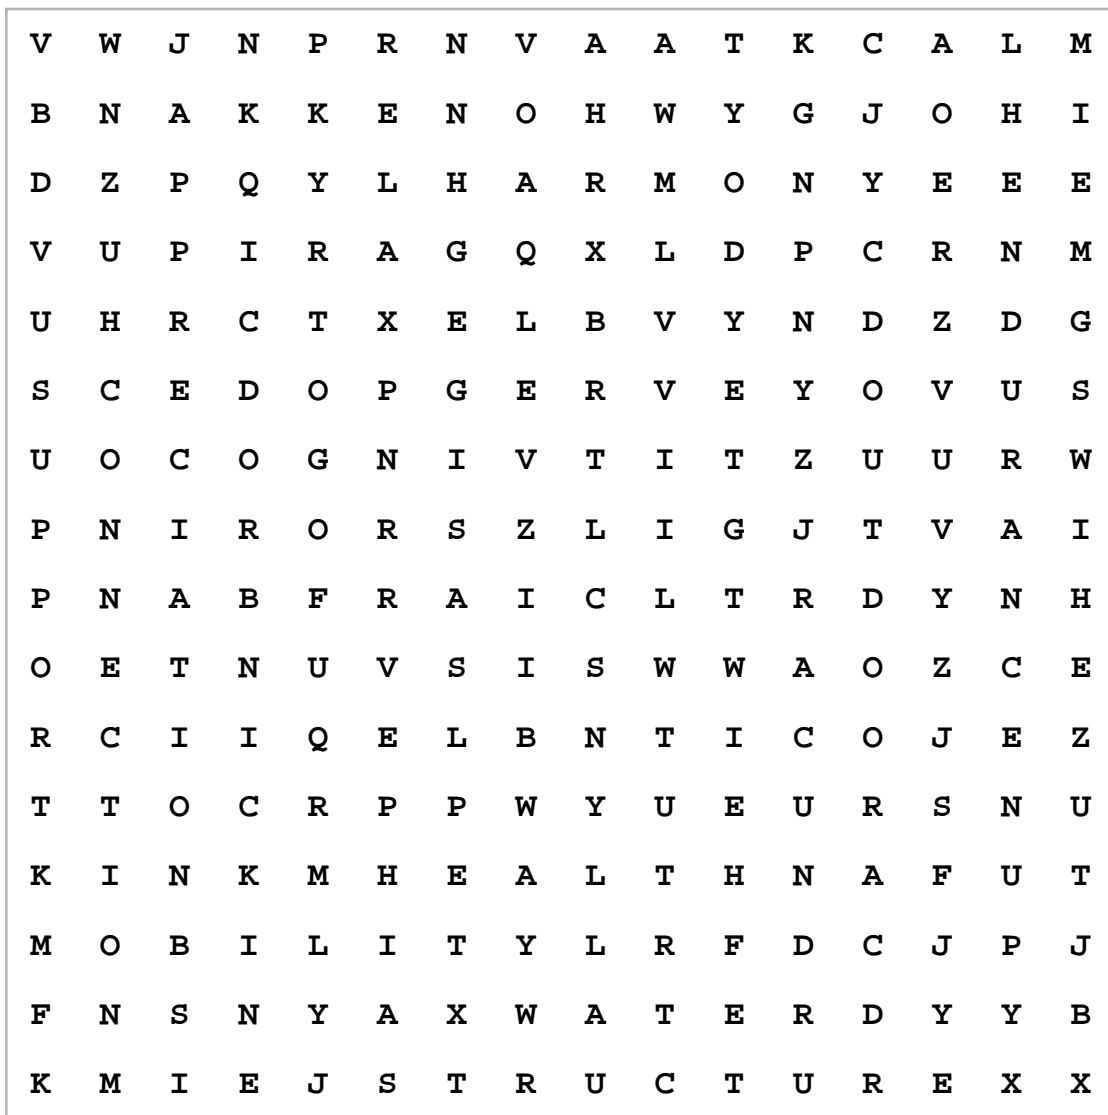 V W J N P R N V A A T K C A L M
B N A K K E N O H W Y G J O H I
D Z P Q Y L H A R M O N Y E E E
V U P I R A G Q X L D P C R N M
U H R C T X E L B V Y N D Z D G
S C E D O P G E R V E Y O V U S
U O C O G N I V T I T Z U U R W
P N I R O R S Z L I G J T V A I
P N A B F R A I C L T R D Y N H
O E T N U V S I S W W A O Z C E
R C I I Q E L B N T I C O J E Z
T T O C R P P W Y U E U R S N U
K I N K M H E A L T H N A F U T
M O B I L I T Y L R F D C J P J
F N S N Y A X W A T E R D Y Y B
K M I E J S T R U C T U R E X X